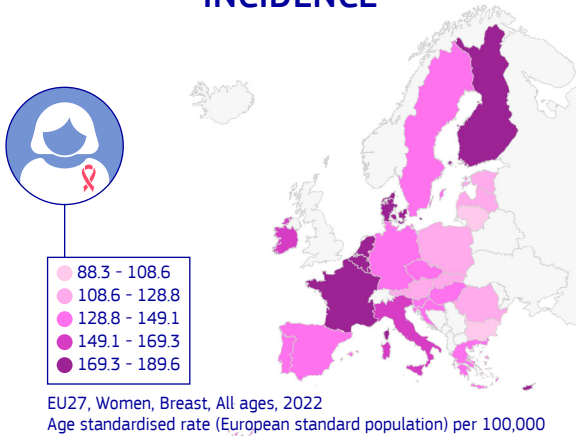 INCIDENCE
88.3 - 108.6
108.6 - 128.8
128.8 - 149.1
149.1 - 169.3
169.3 - 189.6
EU27, Women, Breast, All ages, 2022
Age standardised rate (European standard population) per 100,000